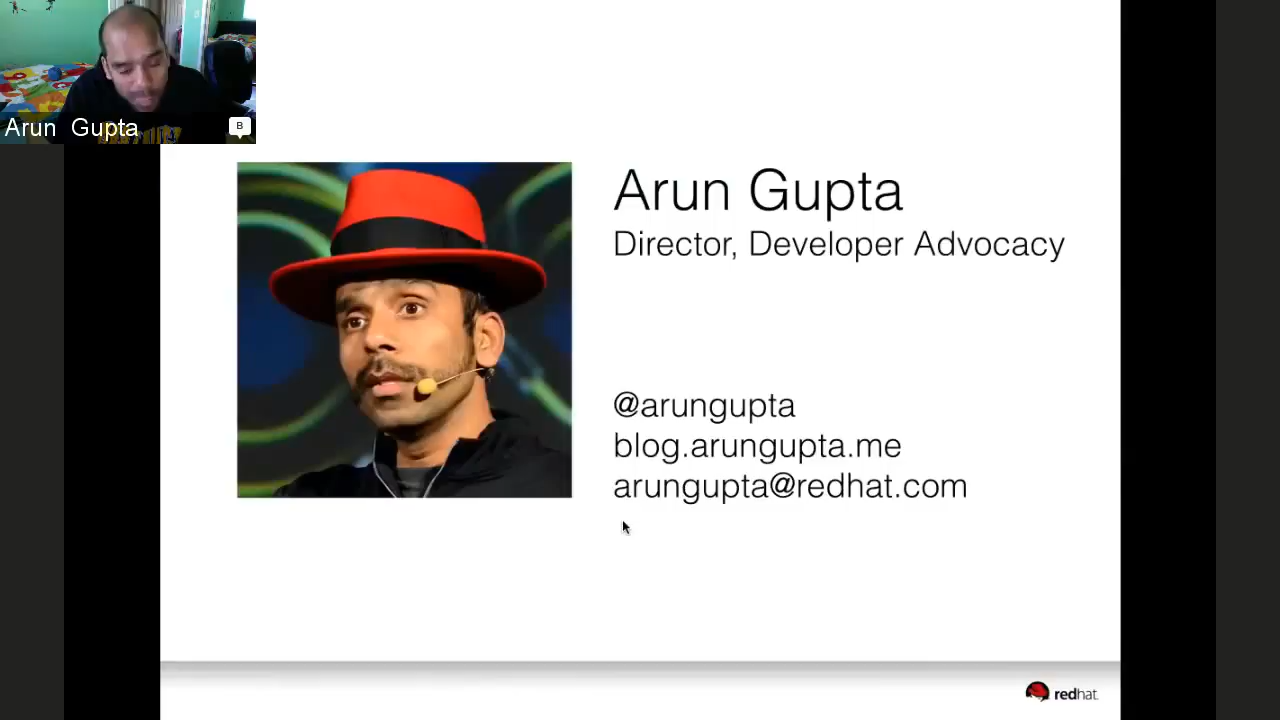 Arun Gupta
B
Arun Gupta
Director, Developer Advocacy
@arungupta
blog.arungupta.me
arungupta@redhat.com
redhat.